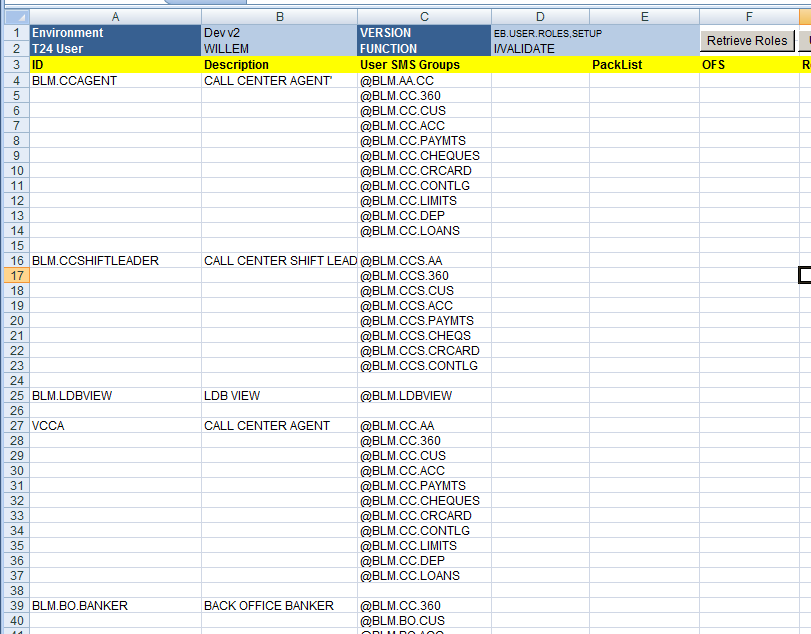 A B C D E F
1 Environment Devv2 VERSION EB.USER.ROLES,SETUP
2 T24 User WILLEM FUNCTION I/VALIDATE Retrieve Roles
3 ID Description User SMS Groups PackList OFS
4 BLM.CCAGENT CALL CENTER AGENT' @BLM.AA.CC
5 @BLM.CC.360
6 @BLM.CC.CUS
7 @BLM.CC.ACC
8 @BLM.CC.PAYMTS
9 @BLM.CC.CHEQUES
10 @BLM.CC.CRCARD
11 @BLM.CC.CONTLG
12 @BLM.CC.LIMITS
13 @BLM.CC.DEP
14 @BLM.CC.LOANS
15
16 BLM.CCSHIFTLEADER CALL CENTER SHIFT LEAD @BLM.CCS.AA
17 @BLM.CCS.360
18 @BLM.CCS.CUS
19 @BLM.CCS.ACC
20 @BLM.CCS.PAYMTS
21 @BLM.CCS.CHEQS
22 @BLM.CCS.CRCARD
23 @BLM.CCS.CONTLG
24
25 BLM.LDBVIEW LDB VIEW @BLM.LDBVIEW
26
27 VCCA CALL CENTER AGENT @BLM.CC.AA
28 @BLM.CC.360
29 @BLM.CC.CUS
30 @BLM.CC.ACC
31 @BLM.CC.PAYMTS
32 @BLM.CC.CHEQUES
33 @BLM.CC.CRCARD
34 @BLM.CC.CONTLG
35 @BLM.CC.LIMITS
36 @BLM.CC.DEP
37 @BLM.CC.LOANS
38
39 BLM.BO.BANKER BACK OFFICE BANKER @BLM.CC.360
40 @BLM.BO.CUS
41 @BLM.BO.ACC